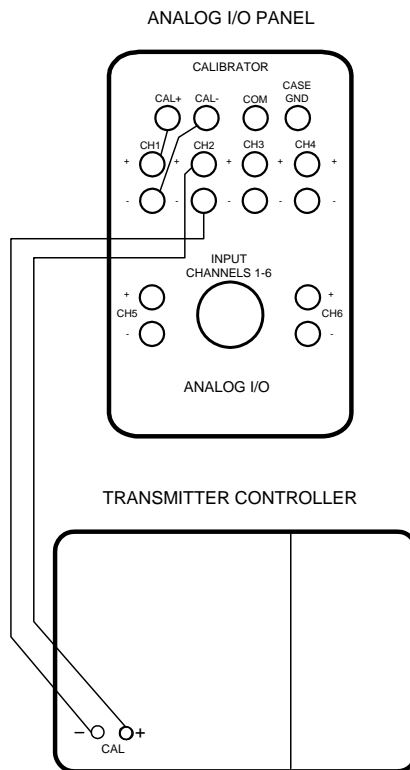 ANALOG I/O PANEL
CALIBRATOR
CAL+ CAL- COM CASE GND
CH1 CH2 CH3 CH4
+ + + + +
- - - - -
INPUT
CHANNELS 1-6
+ +
CH5 CH6
- -
ANALOG I/O
TRANSMITTER CONTROLLER
− +
CAL